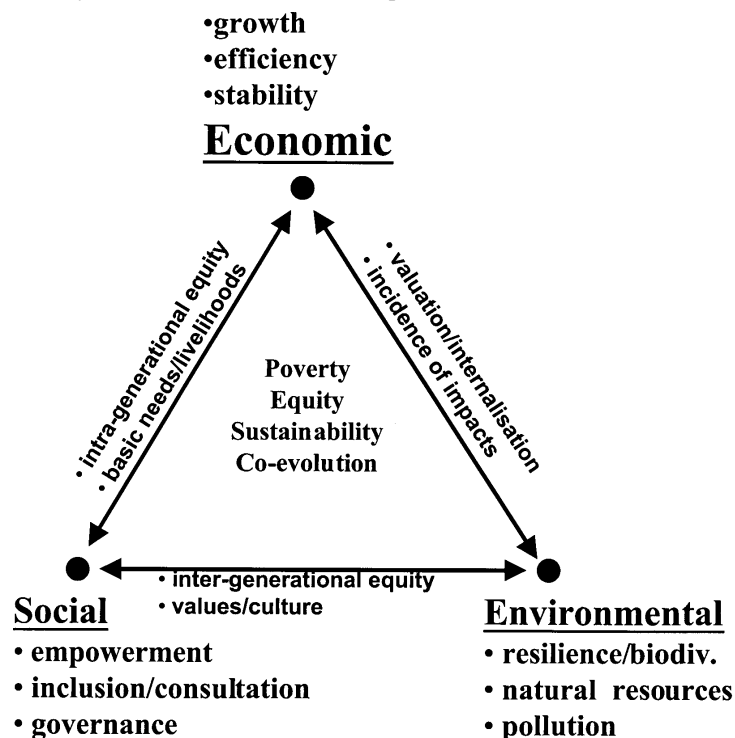 •growth
•efficiency
•stability
Economic
• intra-generational equity
• basic needs/livelihoods
• valuation/internalisation
• incidence of impacts
Poverty
Equity
Sustainability
Co-evolution
• inter-generational equity
• values/culture
Social
• empowerment
• inclusion/consultation
• governance
Environmental
• resilience/biodiv.
• natural resources
• pollution